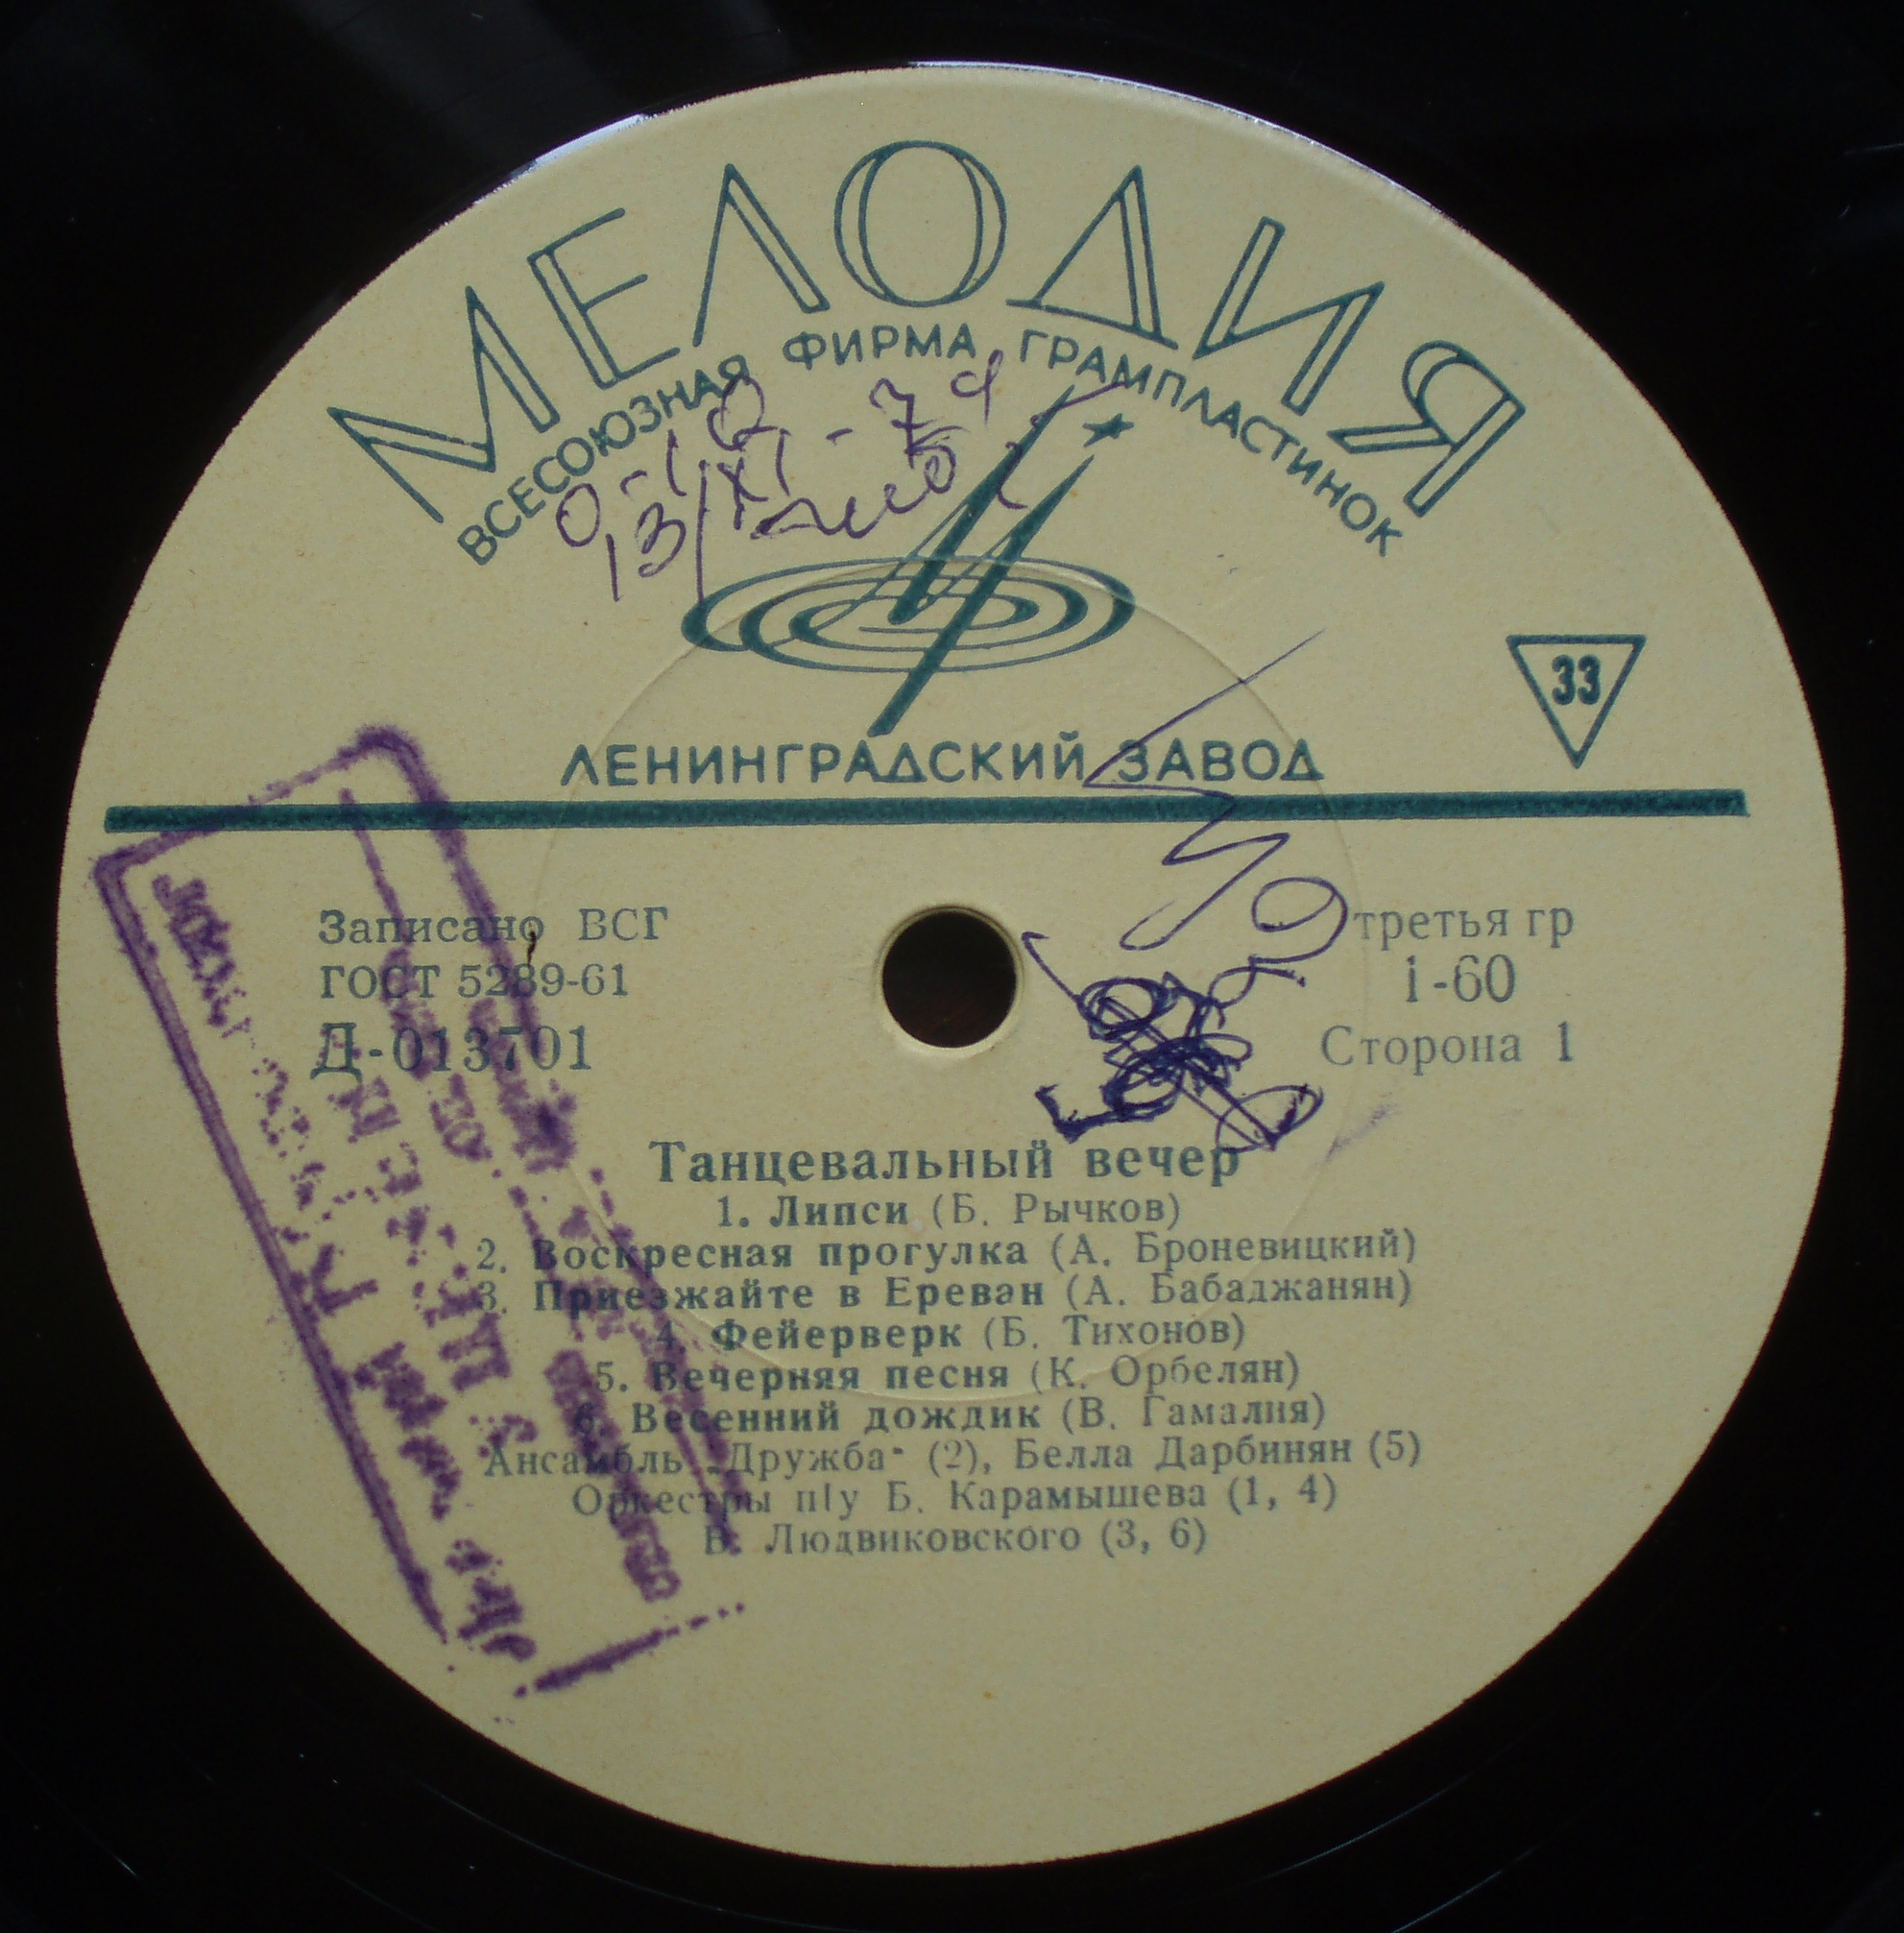 МЕЛОДИЯ
ВСЕСОЮЗНАЯ ФИРМА ГРАМПЛАСТИНОК
13/XI-
33
ЛЕНИНГРАДСКИЙ ЗАВОД
Записано ВСГ
ГОСТ 5289-61
Д-013701
третья гр
1-60
Сторона 1
Танцевальный вечер
1. Липси (Б. Рычков)
2. Воскресная прогулка (А. Броневицкий)
3. Приезжайте в Ереван (А. Бабаджанян)
4. Фейерверк (Б. Тихонов)
5. Вечерняя песня (К. Орбелян)
6. Весенний дождик (В. Гамалия)
Ансамбль „Дружба" (2), Белла Дарбинян (5)
Оркестры п/у Б. Карамышева (1, 4)
В. Людвиковского (3, 6)